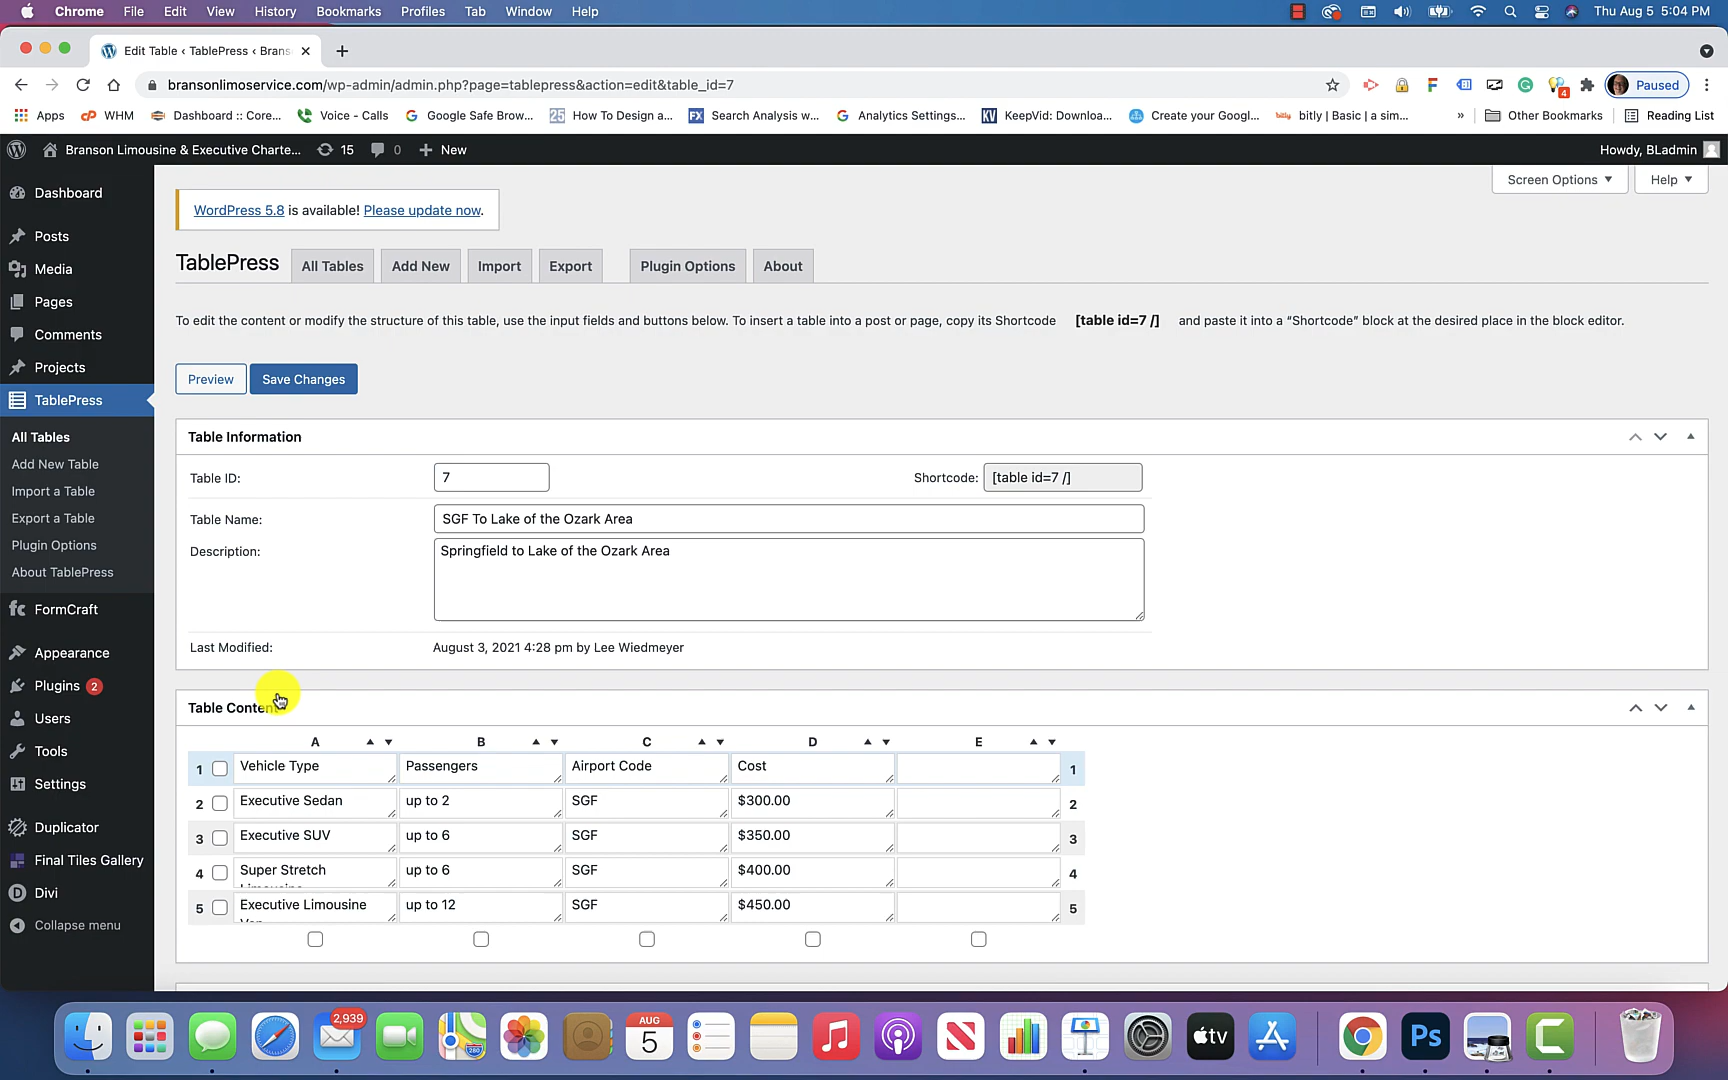 Chrome File Edit View History Bookmarks Profiles Tab Window Help Thu Aug 5 5:04 PM
Edit Table ‹ TablePress ‹ Brans
bransonlimoservice.com/wp-admin/admin.php?page=tablepress&action=edit&table_id=7 4 Paused
Apps cP WHM Dashboard :: Core... Voice - Calls Google Safe Brow... 25 How To Design a... FX Search Analysis w... Analytics Settings... KV KeepVid: Downloa... Create your Googl... bitly bitly | Basic | a sim... » Other Bookmarks Reading List
Branson Limousine & Executive Charte... 15 0 + New Howdy, BLadmin
Screen Options ▼ Help ▼
Dashboard
Posts
Media
Pages
Comments
Projects
TablePress
All Tables
Add New Table
Import a Table
Export a Table
Plugin Options
About TablePress
fc FormCraft
Appearance
Plugins 2
Users
Tools
Settings
Duplicator
Final Tiles Gallery
D Divi
Collapse menu
WordPress 5.8 is available! Please update now.
TablePress All Tables Add New Import Export Plugin Options About
To edit the content or modify the structure of this table, use the input fields and buttons below. To insert a table into a post or page, copy its Shortcode [table id=7 /] and paste it into a “Shortcode” block at the desired place in the block editor.
Preview Save Changes
Table Information
Table ID: 7 Shortcode: [table id=7 /]
Table Name: SGF To Lake of the Ozark Area
Description: Springfield to Lake of the Ozark Area
Last Modified: August 3, 2021 4:28 pm by Lee Wiedmeyer
Table Content
A B C D E
1 Vehicle Type Passengers Airport Code Cost 1
2 Executive Sedan up to 2 SGF $300.00 2
3 Executive SUV up to 6 SGF $350.00 3
4 Super Stretch up to 6 SGF $400.00 4
5 Executive Limousine up to 12 SGF $450.00 5
2,939 AUG 5 280 tv Ps